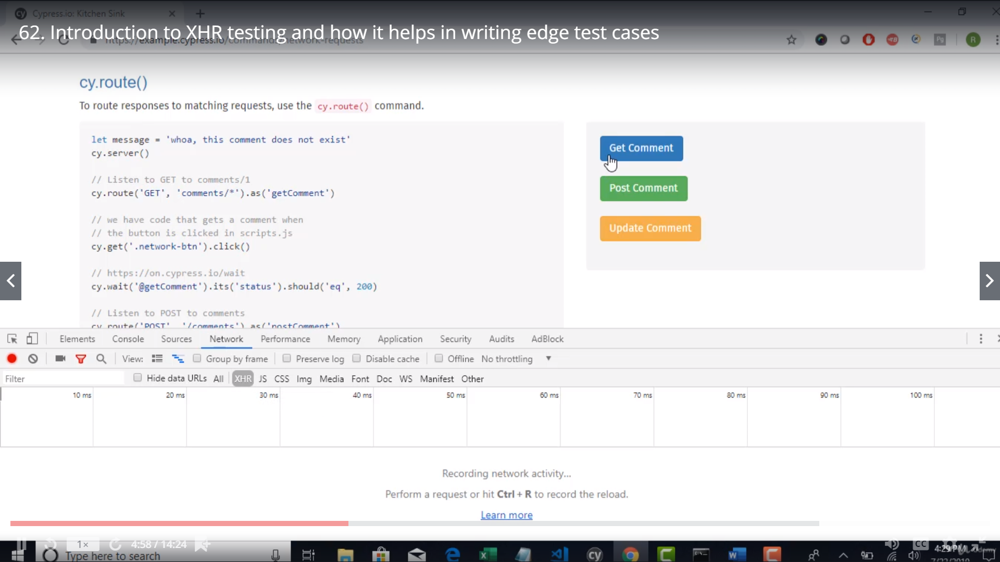 Cypress.io: Kitchen Sink
62. Introduction to XHR testing and how it helps in writing edge test cases
https://example.cypress.io/commands/network-requests
Pg
R
cy.route()
To route responses to matching requests, use the cy.route() command.
let message = 'whoa, this comment does not exist'
cy.server()
// Listen to GET to comments/1
cy.route('GET', 'comments/*').as('getComment')
// we have code that gets a comment when
// the button is clicked in scripts.js
cy.get('.network-btn').click()
// https://on.cypress.io/wait
cy.wait('@getComment').its('status').should('eq', 200)
// Listen to POST to comments
cy.route('POST', '/comments').as('postComment')
Get Comment
Post Comment
Update Comment
Elements Console Sources Network Performance Memory Application Security Audits AdBlock
View: Group by frame Preserve log Disable cache Offline No throttling
Filter Hide data URLs All XHR JS CSS Img Media Font Doc WS Manifest Other
10 ms 20 ms 30 ms 40 ms 50 ms 60 ms 70 ms 80 ms 90 ms 100 ms
Recording network activity...
Perform a request or hit Ctrl + R to record the reload.
Learn more
1× 4:58 / 14:24 CC
Type here to search
cy
4:29 PM